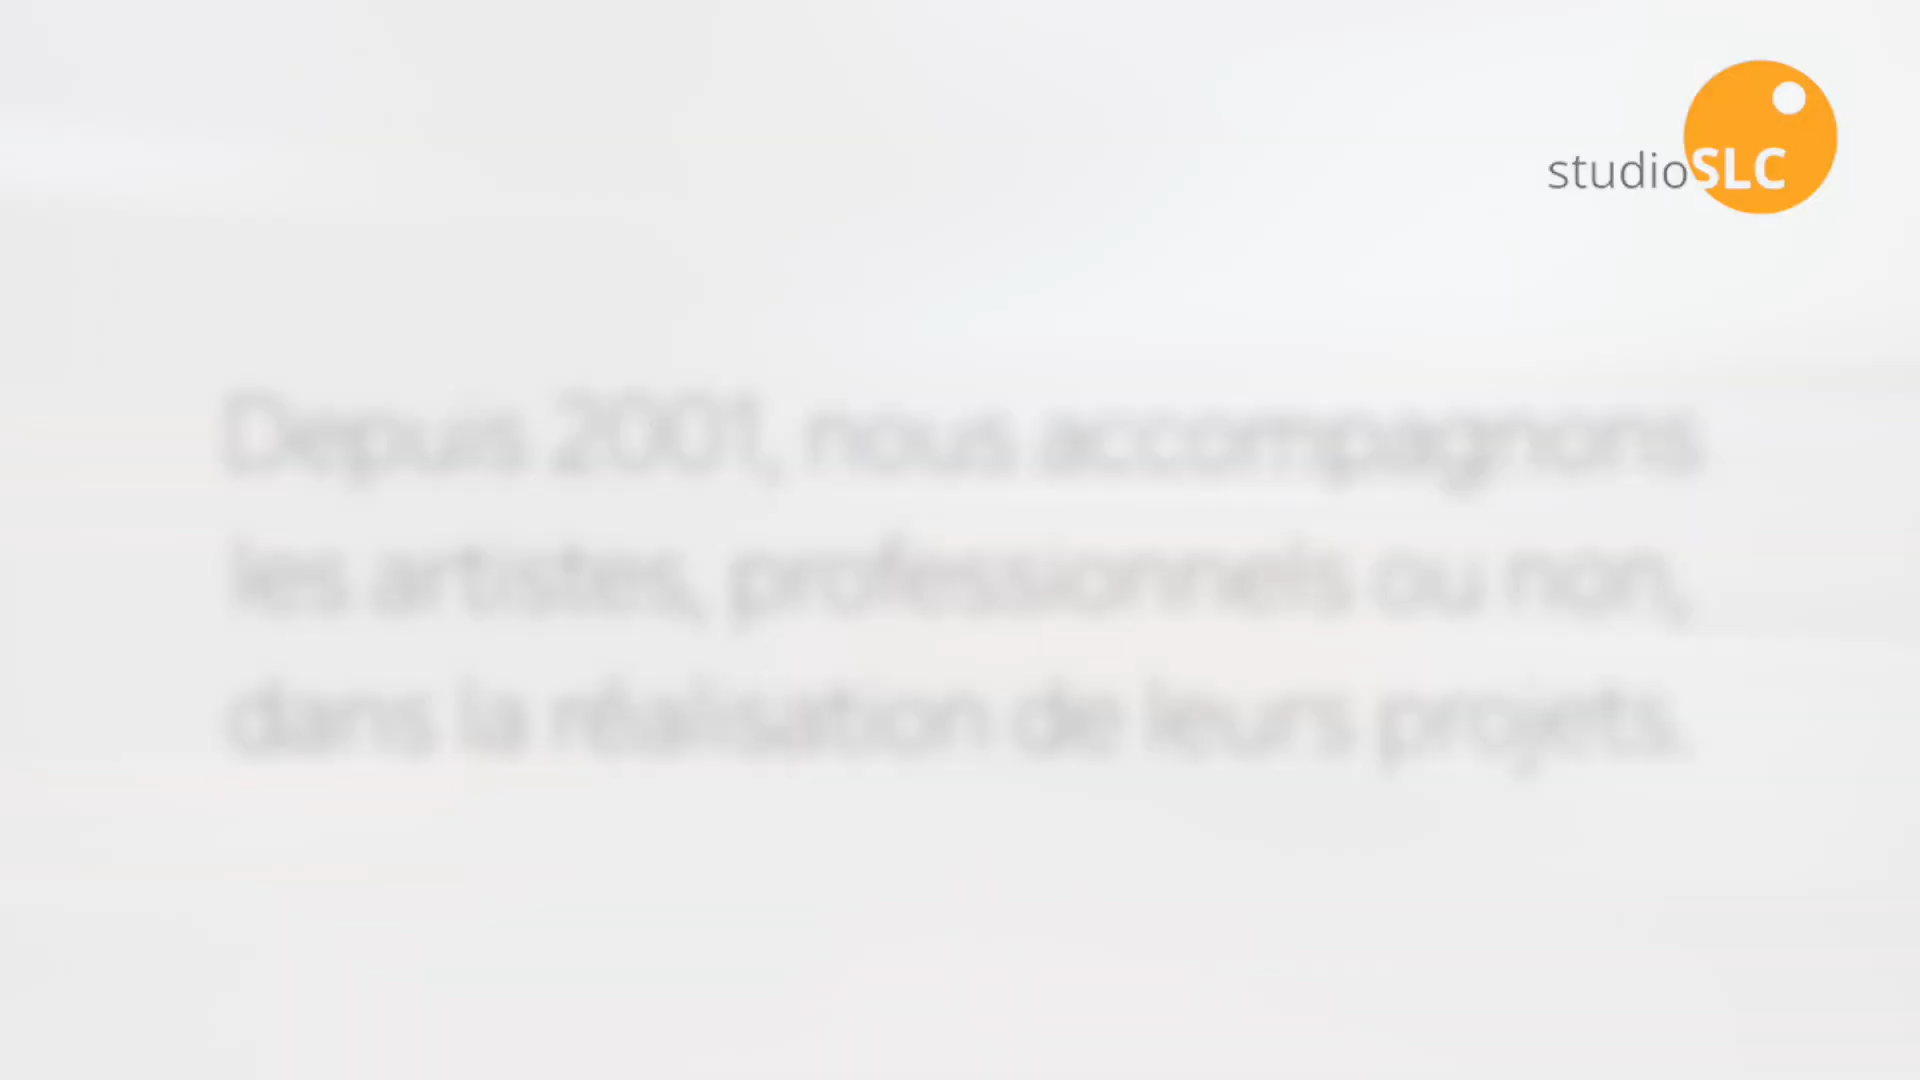 studioSLC
Depuis 2001, nous accompagnons
les artistes, professionnels ou non,
dans la réalisation de leurs projets.